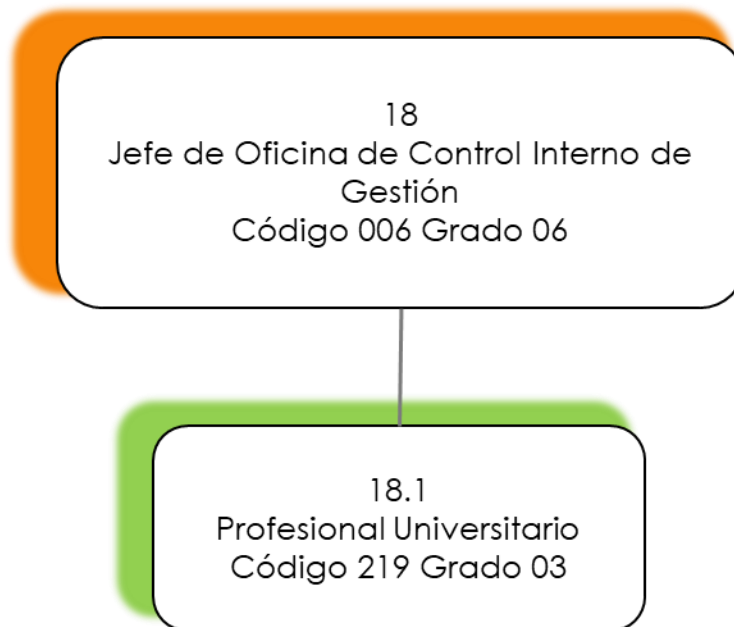 18
Jefe de Oficina de Control Interno de
Gestión
Código 006 Grado 06
18.1
Profesional Universitario
Código 219 Grado 03